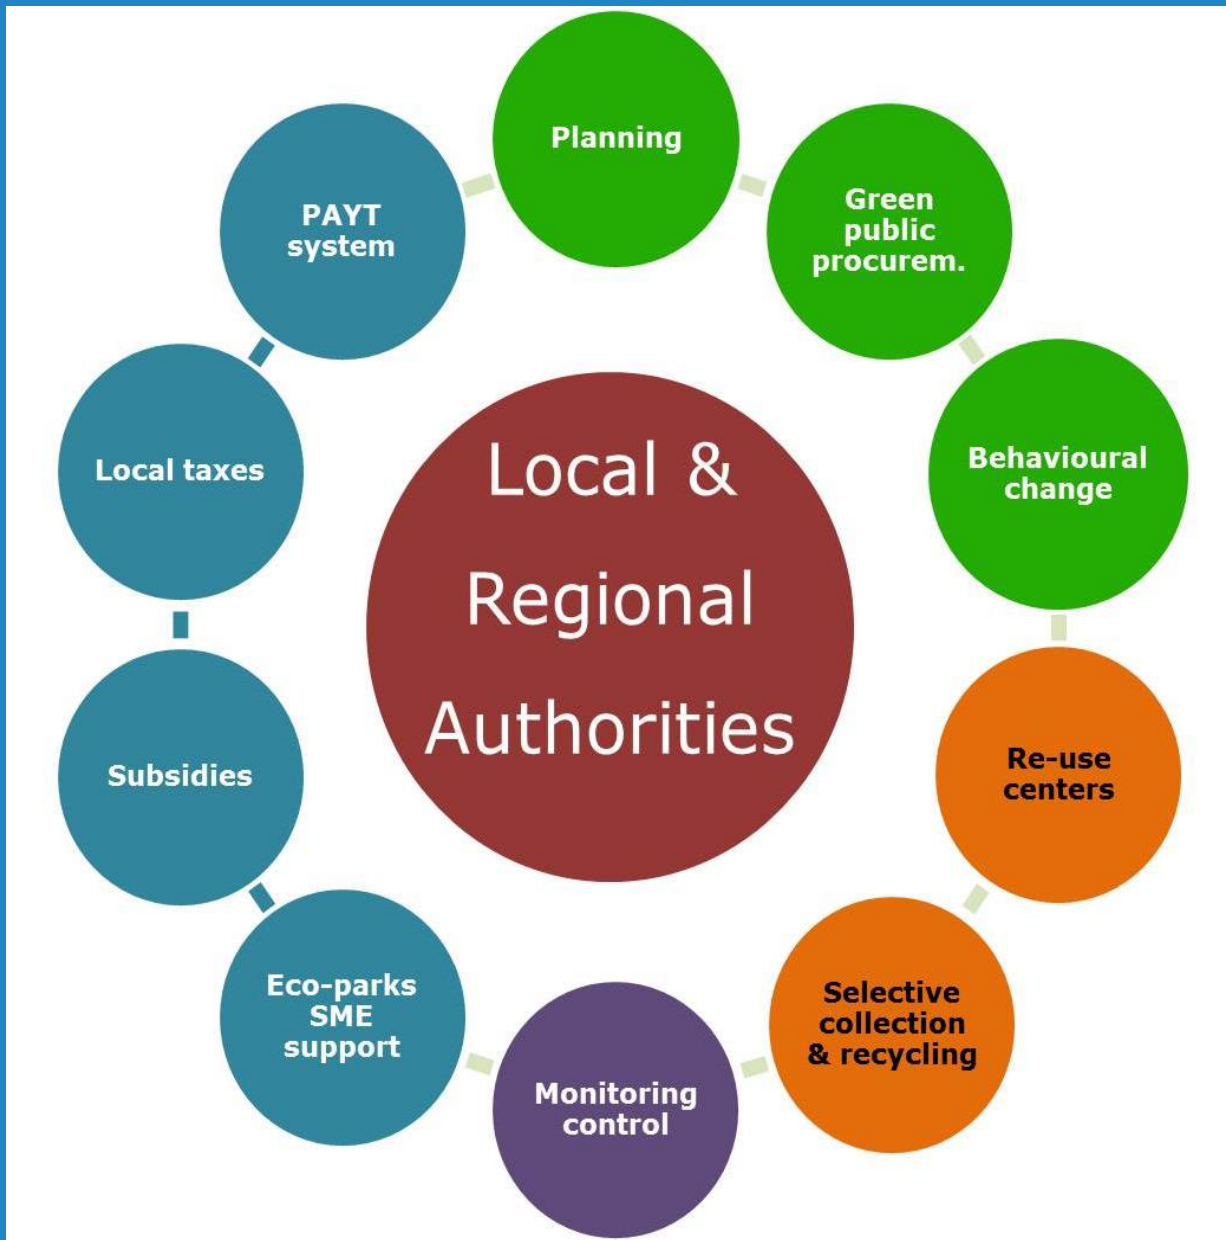 Planning
Green
public
procurem.
Behavioural
change
Re-use
centers
Selective
collection
& recycling
Monitoring
control
Eco-parks
SME
support
Subsidies
Local taxes
PAYT
system
Local &
Regional
Authorities